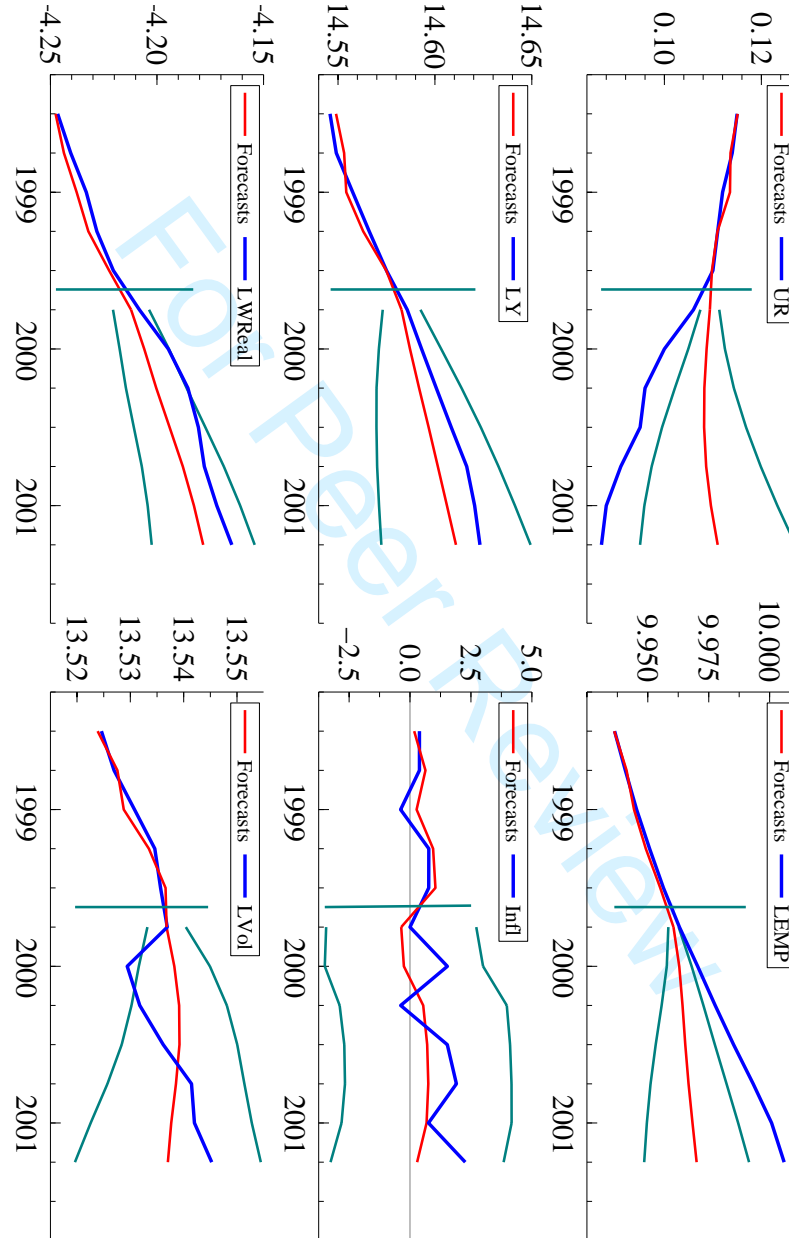 Forecasts UR
0.10 0.12
1999 2000 2001
Forecasts LEMP
9.950 9.975 10.000
1999 2000 2001
Forecasts LY
14.55 14.60 14.65
1999 2000 2001
Forecasts Infl
−2.5 0.0 2.5 5.0
1999 2000 2001
Forecasts LWReal
-4.25 -4.20 -4.15
1999 2000 2001
Forecasts LVol
13.52 13.53 13.54 13.55
1999 2000 2001
For Peer Review